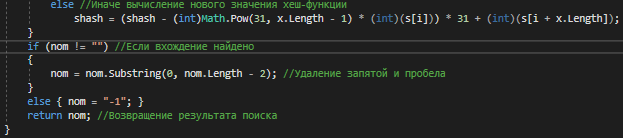 else //Иначе вычисление нового значения хеш-функции
shash = (shash - (int)Math.Pow(31, x.Length - 1) * (int)(s[i])) * 31 + (int)(s[i + x.Length]);
}
if (nom != "") //Если вхождение найдено
{
nom = nom.Substring(0, nom.Length - 2); //Удаление запятой и пробела
}
else { nom = "-1"; }
return nom; //Возвращение результата поиска
}